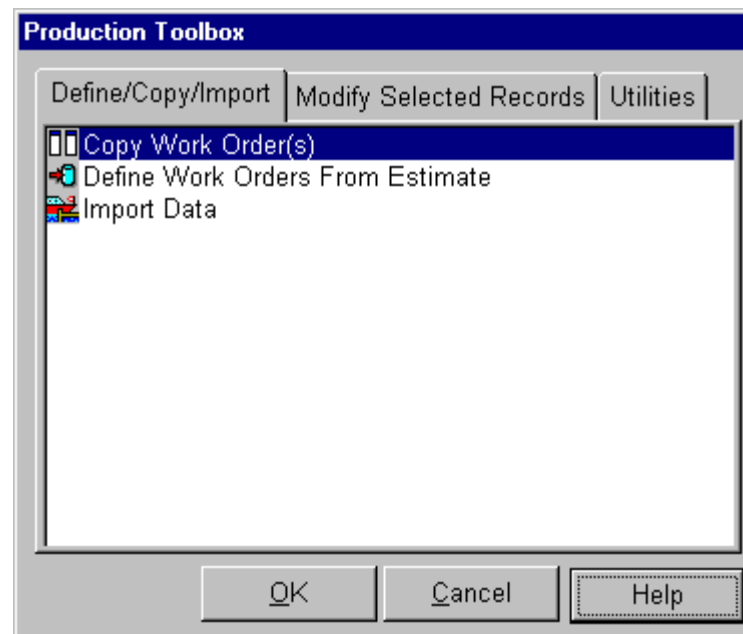 Production Toolbox
Define/Copy/Import Modify Selected Records Utilities
Copy Work Order(s)
Define Work Orders From Estimate
Import Data
OK Cancel Help